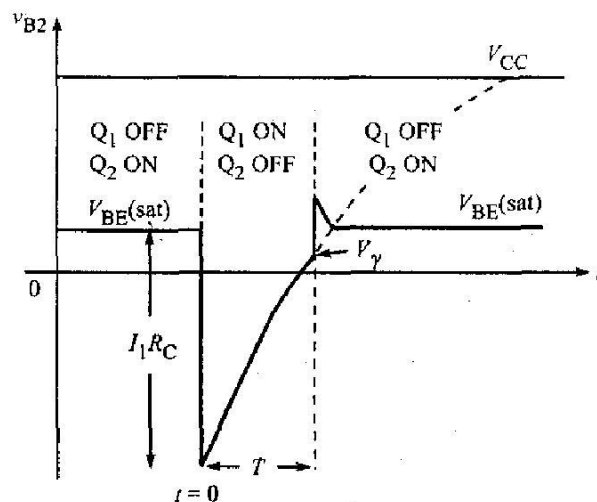 v_B2
V_CC
Q_1 OFF Q_1 ON Q_1 OFF
Q_2 ON Q_2 OFF Q_2 ON
V_BE(sat) V_BE(sat)
V_γ
0
I_1R_C
T
t = 0